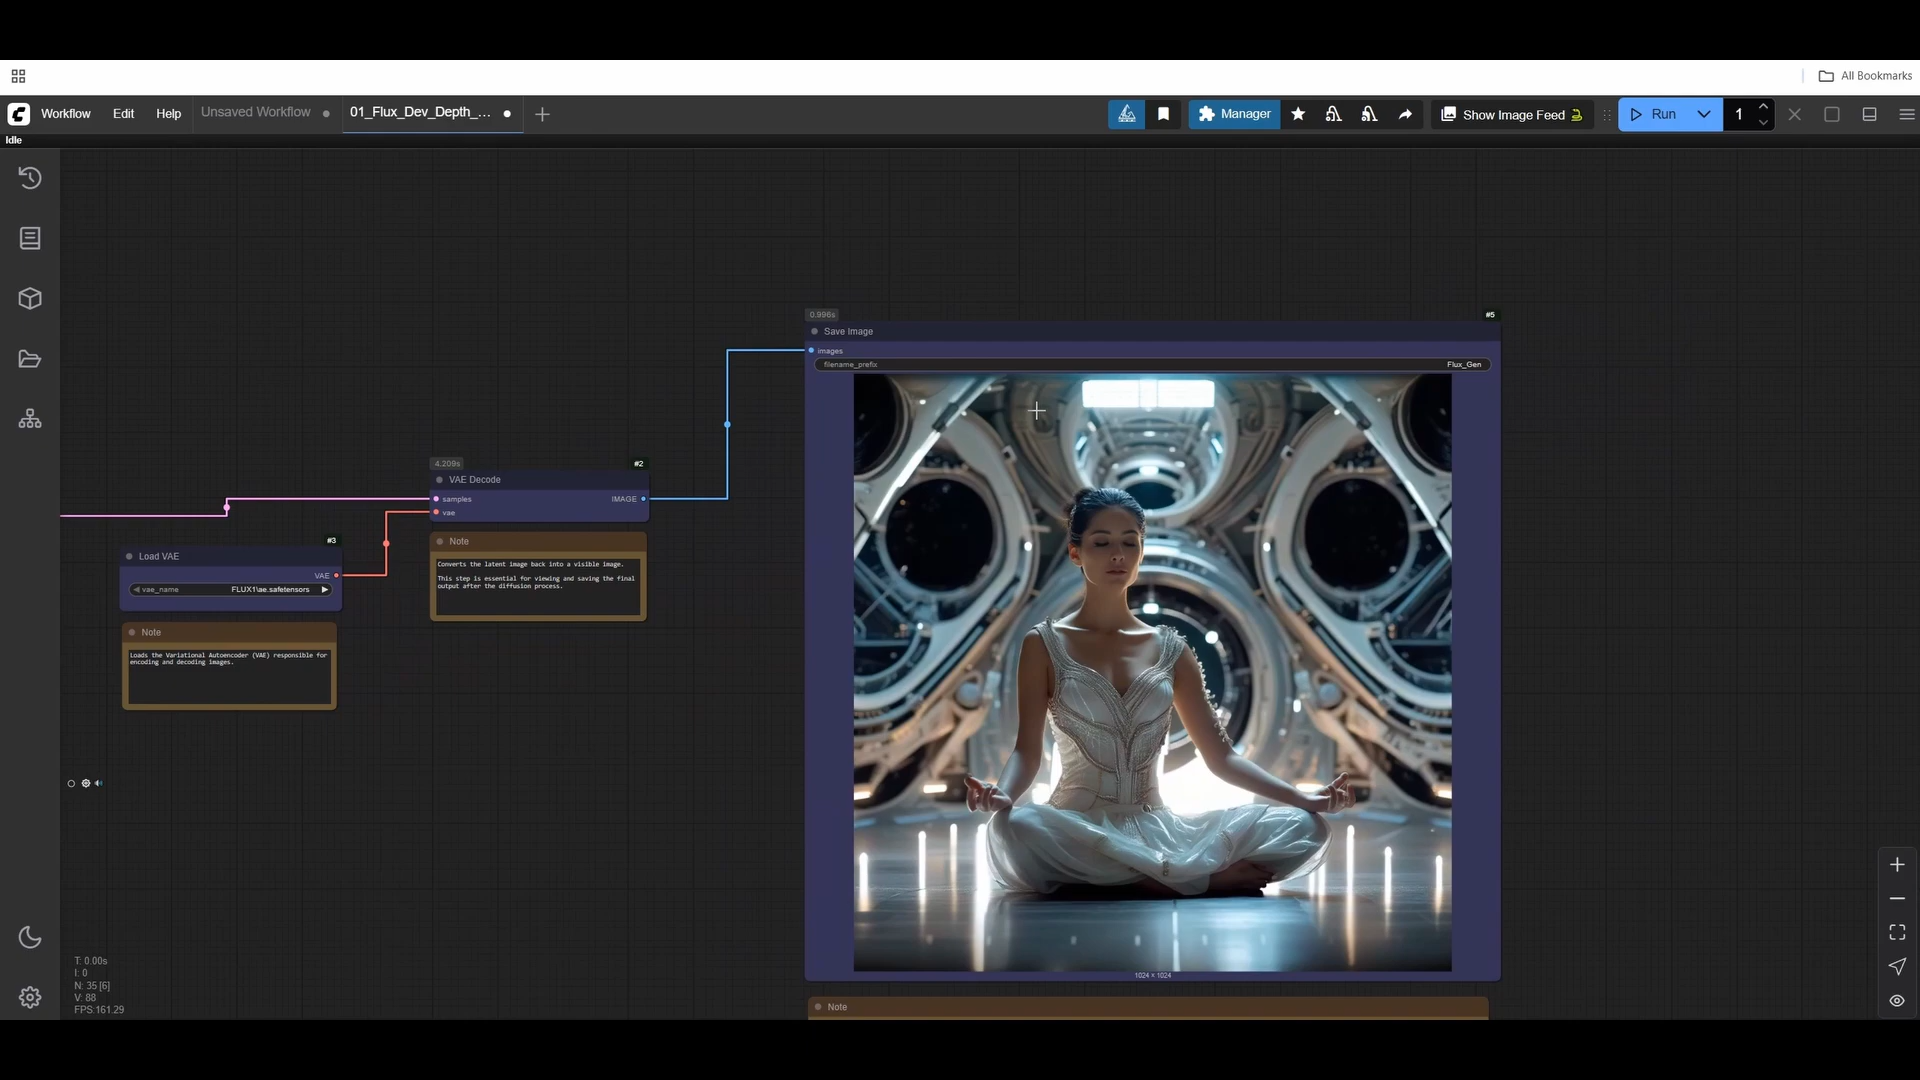 All Bookmarks
Workflow
Edit
Help
Unsaved Workflow
01_Flux_Dev_Depth_...
Manager
Show Image Feed
Run
1
Idle
0.996s
#5
Save Image
images
filename_prefix
Flux_Gen
4.209s
#2
VAE Decode
samples
IMAGE
vae
#3
Load VAE
VAE
vae_name
FLUX1\ae.safetensors
Note
Converts the latent image back into a visible image.
This step is essential for viewing and saving the final
output after the diffusion process.
Note
Loads the Variational Autoencoder (VAE) responsible for
encoding and decoding images.
1024 × 1024
Note
T: 0.00s
I: 0
N: 35 [6]
V: 88
FPS:161.29